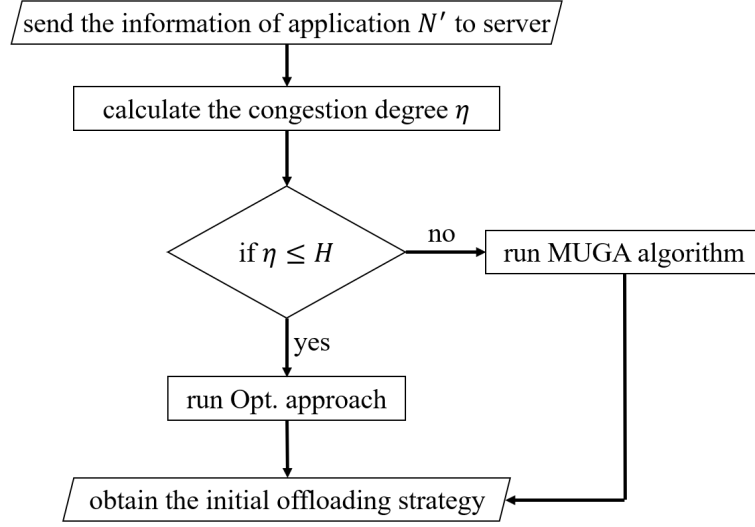 send the information of application N′ to server
calculate the congestion degree η
if η ≤ H
no
run MUGA algorithm
yes
run Opt. approach
obtain the initial offloading strategy